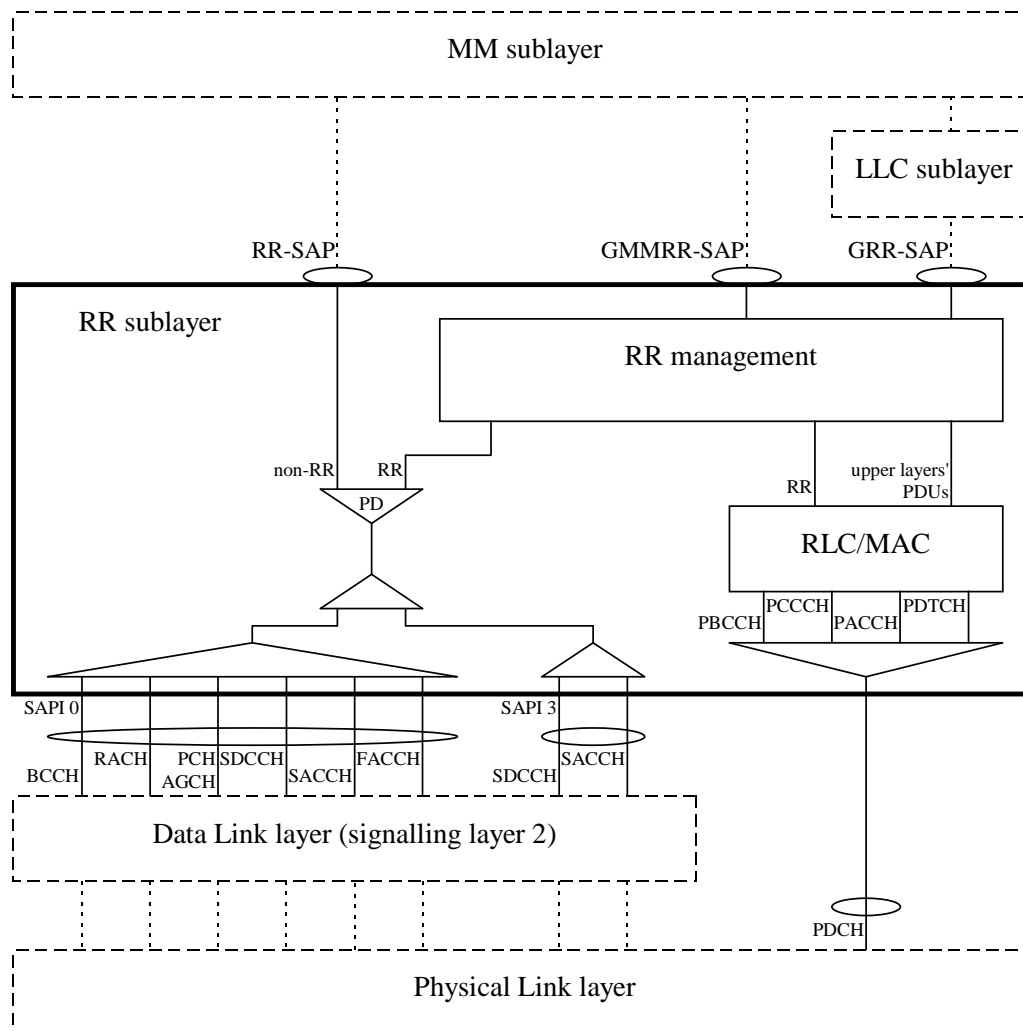 MM sublayer
LLC sublayer
RR-SAP
GMMRR-SAP
GRR-SAP
RR sublayer
RR management
non-RR
RR
PD
RR
upper layers'
PDUs
RLC/MAC
PBCCH
PCCCH
PACCH
PDTCH
SAPI 0
SAPI 3
BCCH
RACH
PCH
AGCH
SDCCH
SACCH
FACCH
SDCCH
SACCH
Data Link layer (signalling layer 2)
PDCH
Physical Link layer